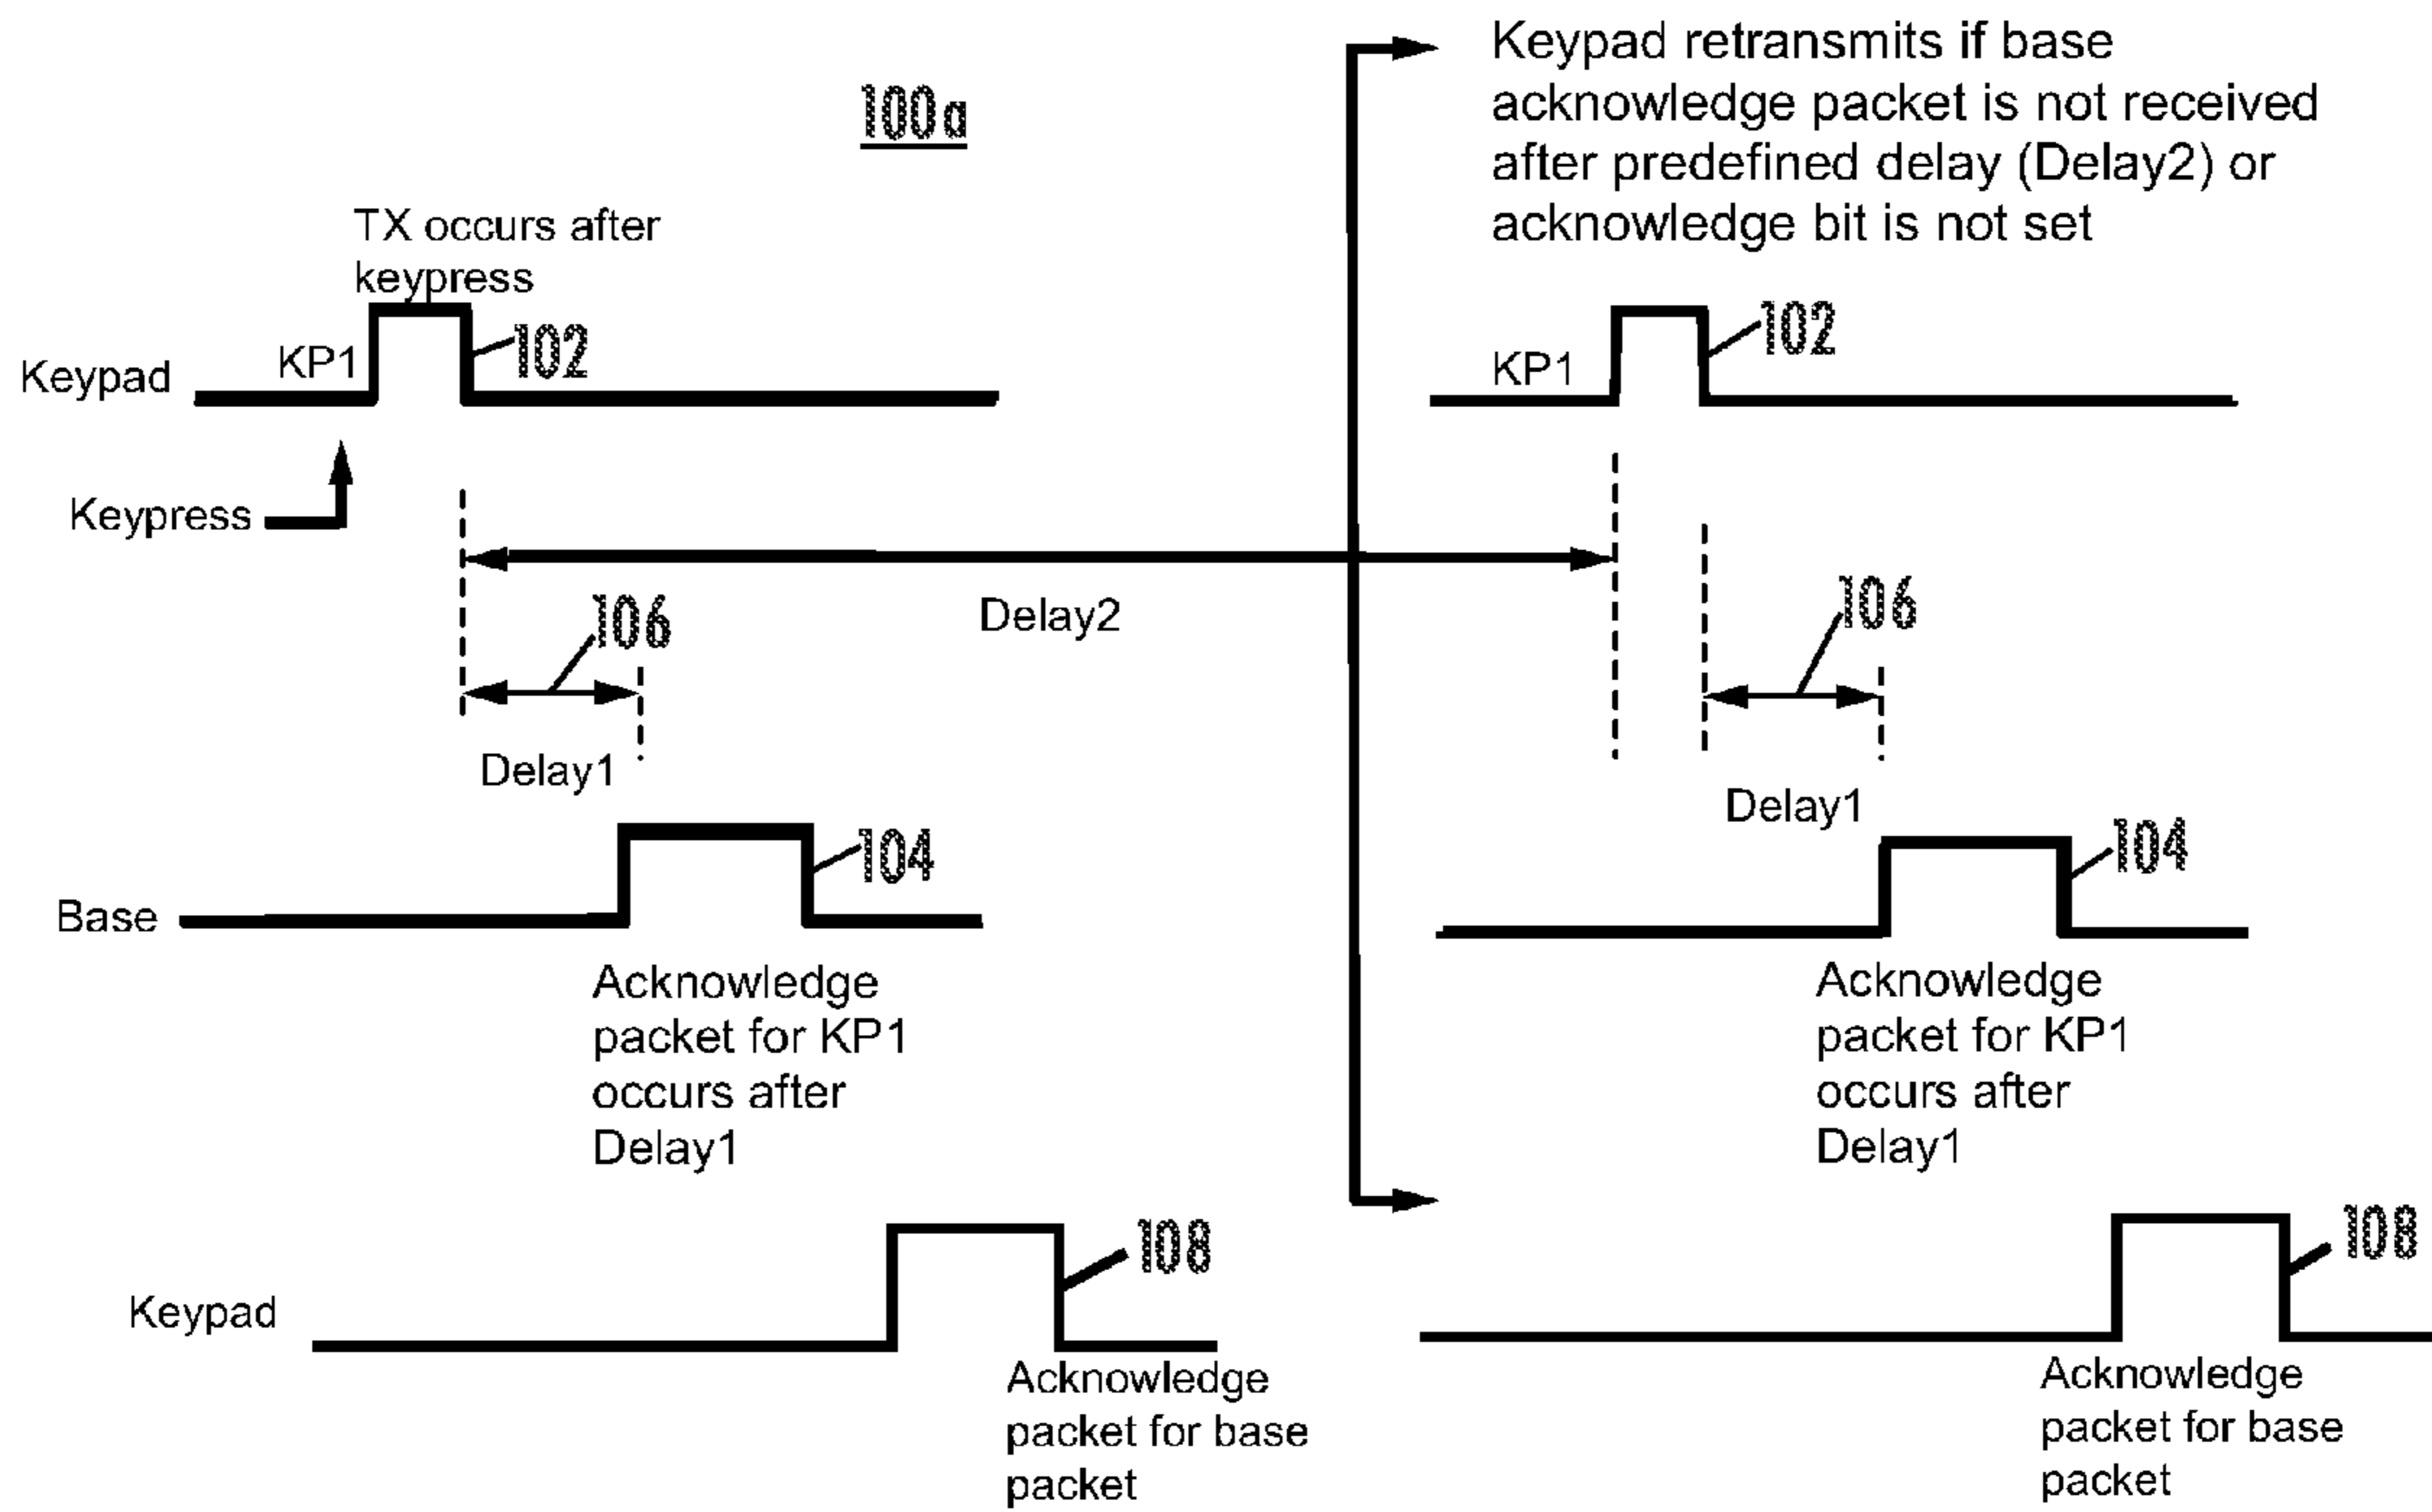 100a
Keypad retransmits if base
acknowledge packet is not received
after predefined delay (Delay2) or
acknowledge bit is not set
TX occurs after
keypress
Keypad
KP1
102
KP1
102
Keypress
106
Delay2
106
Delay1
Delay1
Base
104
104
Acknowledge
packet for KP1
occurs after
Delay1
Acknowledge
packet for KP1
occurs after
Delay1
Keypad
108
108
Acknowledge
packet for base
packet
Acknowledge
packet for base
packet